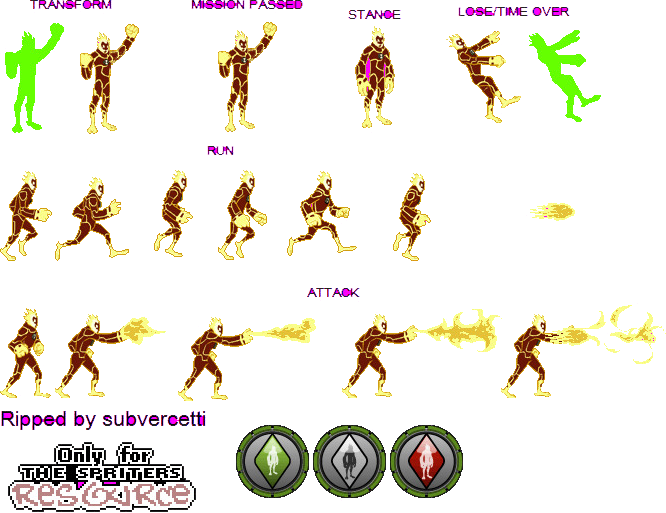 TRANSFORM
MISSION PASSED
STANCE
LOSE/TIME OVER
RUN
ATTACK
Ripped by subvercetti
Only for
THE SPRITERS
RESOURCE